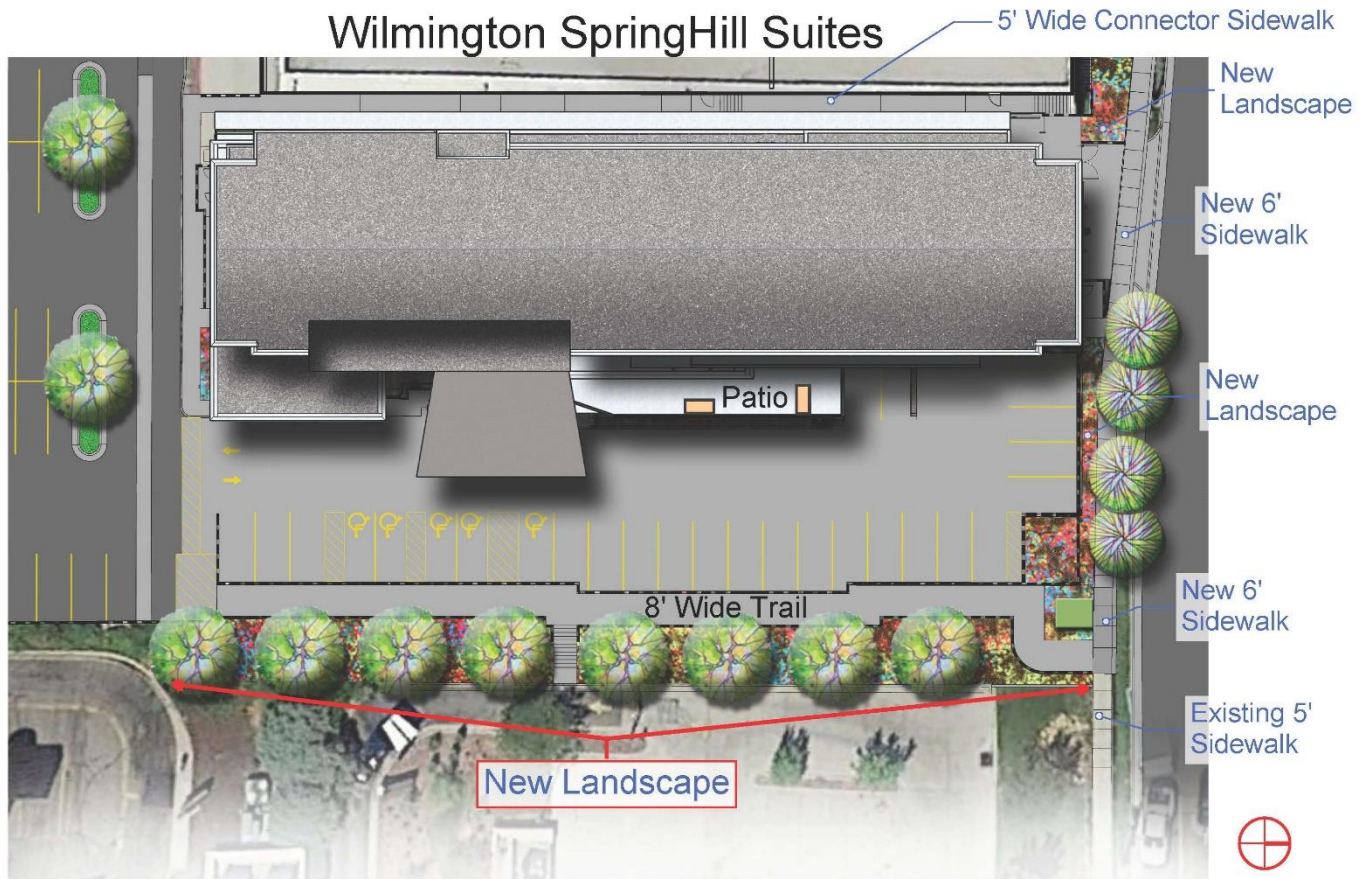 Wilmington SpringHill Suites
5' Wide Connector Sidewalk
New
Landscape
New 6'
Sidewalk
New
Landscape
Patio
8' Wide Trail
New 6'
Sidewalk
Existing 5'
Sidewalk
New Landscape